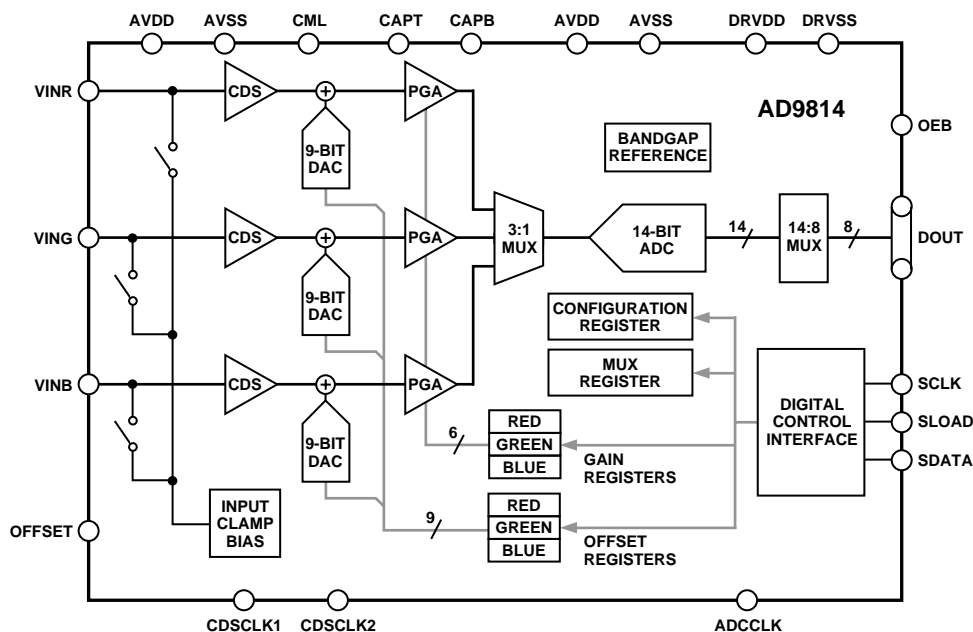 AVDD AVSS CML CAPT CAPB AVDD AVSS DRVDD DRVSS
VINR CDS + PGA AD9814
OEB
9-BIT
DAC
BANDGAP
REFERENCE
VING CDS + PGA
3:1
MUX
14-BIT
ADC
14
14:8
MUX
8
DOUT
9-BIT
DAC
CONFIGURATION
REGISTER
MUX
REGISTER
VINB CDS + PGA
DIGITAL
CONTROL
INTERFACE
SCLK
SLOAD
SDATA
9-BIT
DAC
6
RED
GREEN
BLUE
GAIN
REGISTERS
9
RED
GREEN
BLUE
OFFSET
REGISTERS
INPUT
CLAMP
BIAS
OFFSET
CDSCLK1 CDSCLK2 ADCCLK